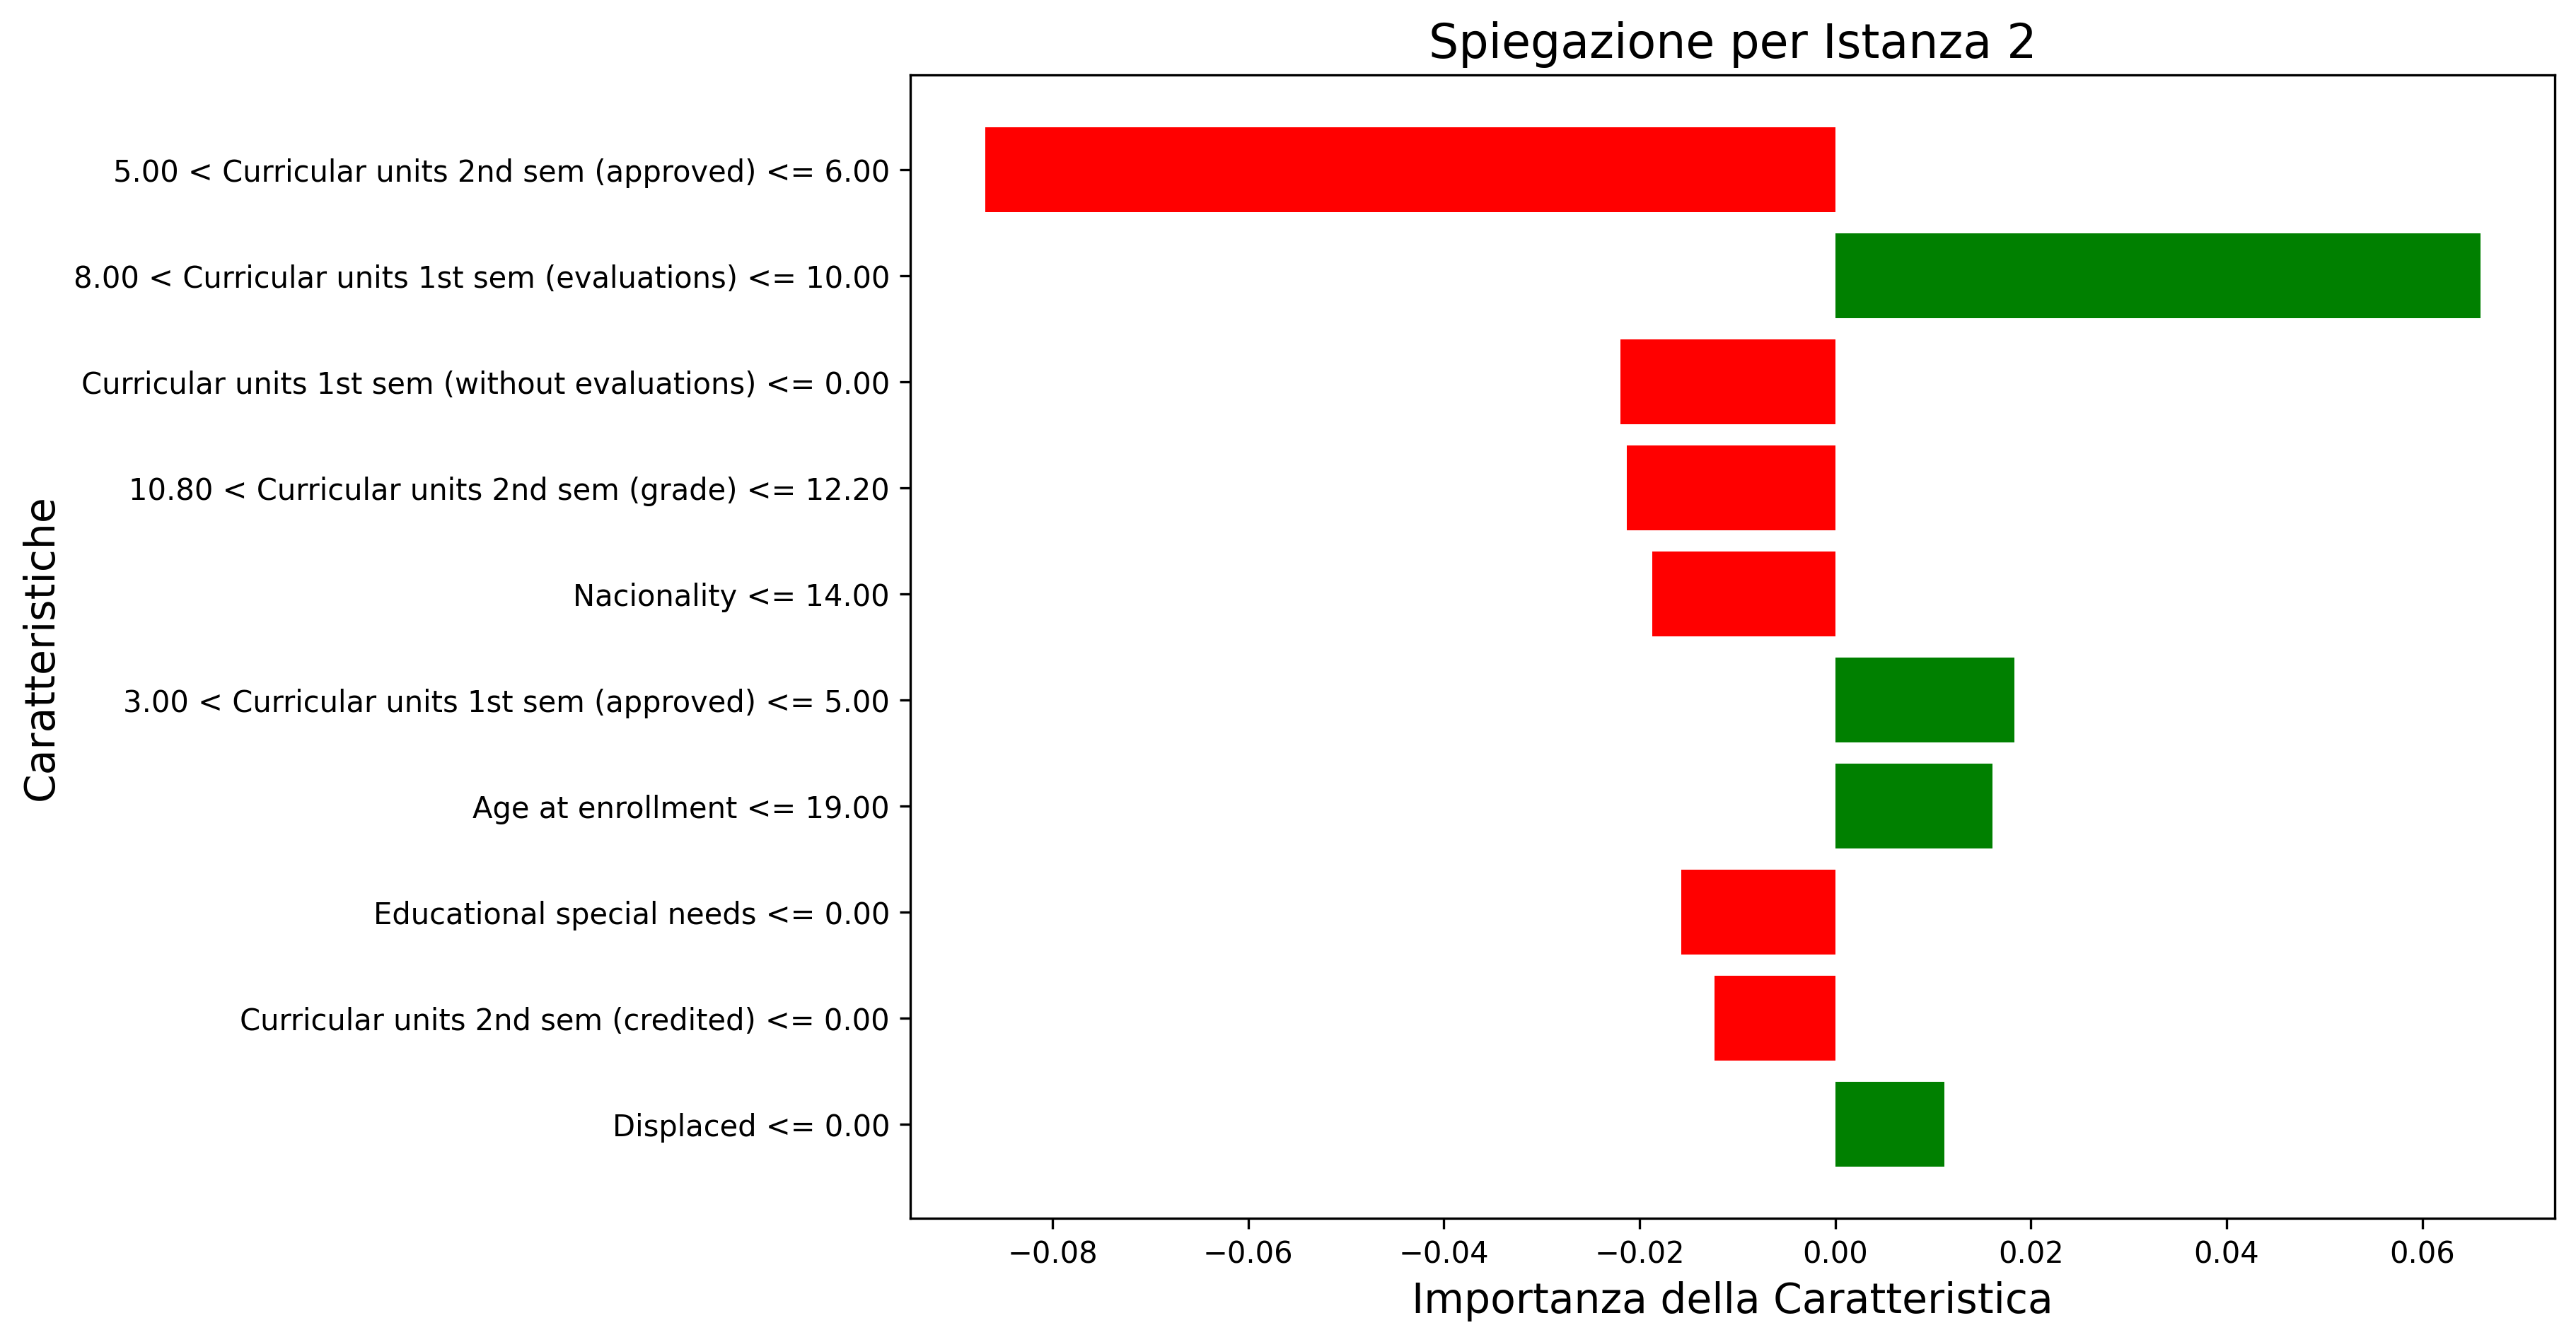 Spiegazione per Istanza 2
Caratteristiche
5.00 < Curricular units 2nd sem (approved) <= 6.00
8.00 < Curricular units 1st sem (evaluations) <= 10.00
Curricular units 1st sem (without evaluations) <= 0.00
10.80 < Curricular units 2nd sem (grade) <= 12.20
Nacionality <= 14.00
3.00 < Curricular units 1st sem (approved) <= 5.00
Age at enrollment <= 19.00
Educational special needs <= 0.00
Curricular units 2nd sem (credited) <= 0.00
Displaced <= 0.00
−0.08 −0.06 −0.04 −0.02 0.00 0.02 0.04 0.06
Importanza della Caratteristica